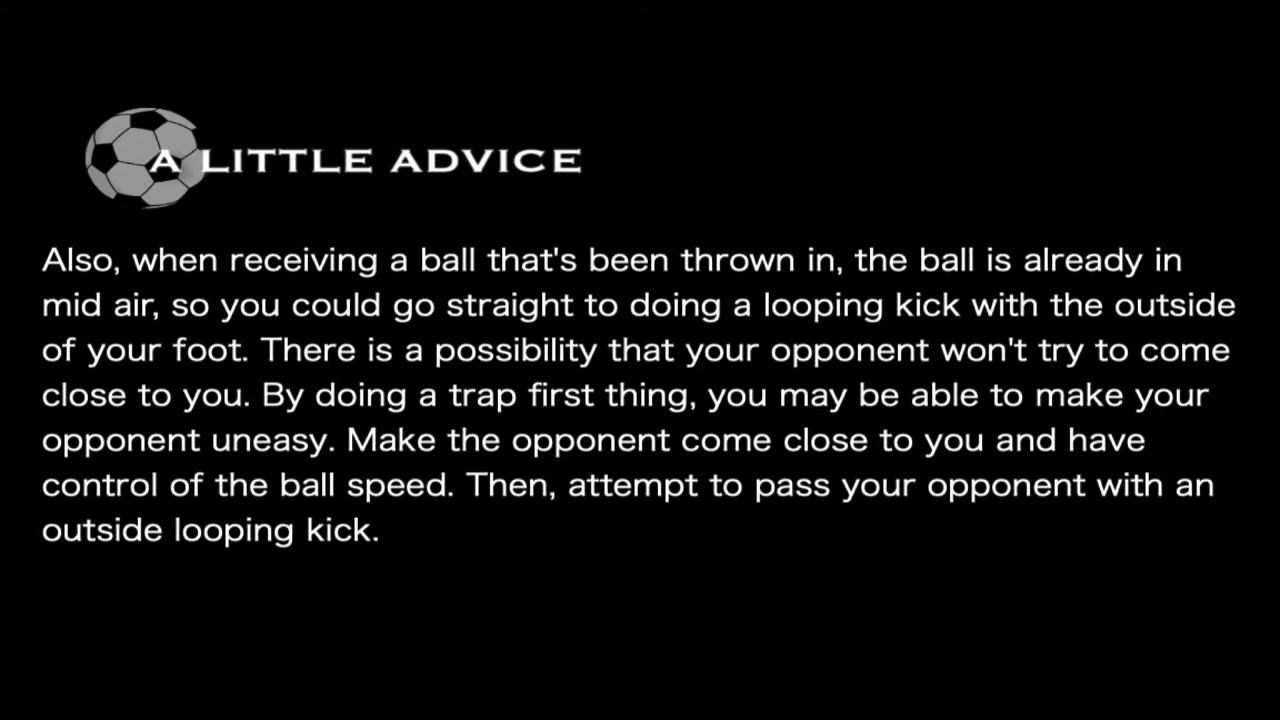 A LITTLE ADVICE
Also, when receiving a ball that's been thrown in, the ball is already in
mid air, so you could go straight to doing a looping kick with the outside
of your foot. There is a possibility that your opponent won't try to come
close to you. By doing a trap first thing, you may be able to make your
opponent uneasy. Make the opponent come close to you and have
control of the ball speed. Then, attempt to pass your opponent with an
outside looping kick.